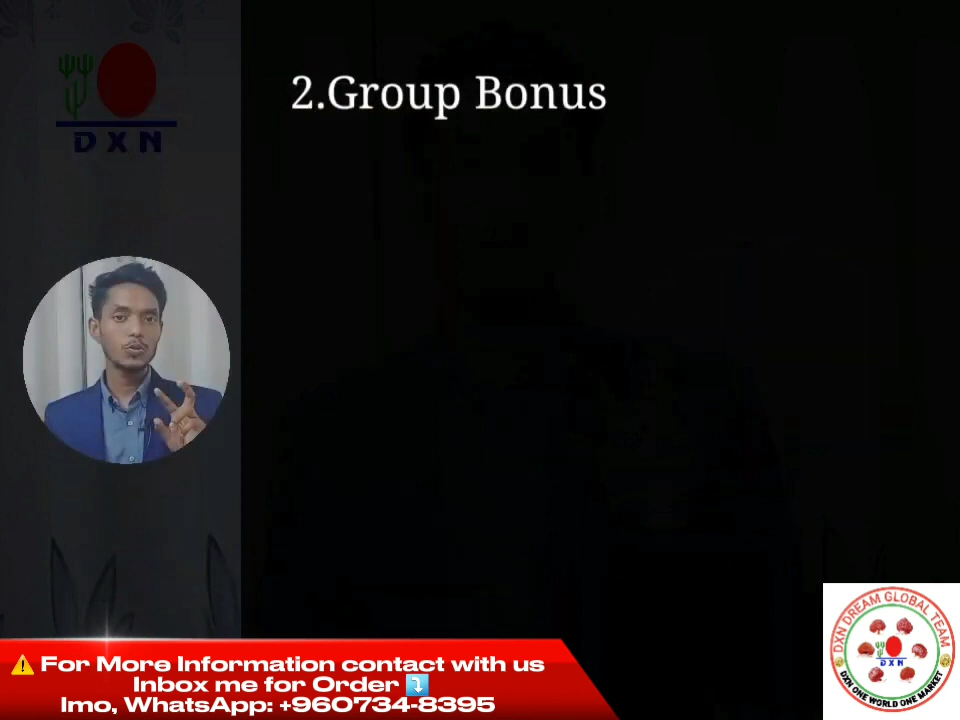 DXN
2.Group Bonus
⚠️ For More Information contact with us
Inbox me for Order ⤵️
Imo, WhatsApp: +960734-8395
DXN DREAM GLOBAL TEAM
DXN
DXN ONE WORLD ONE MARKET